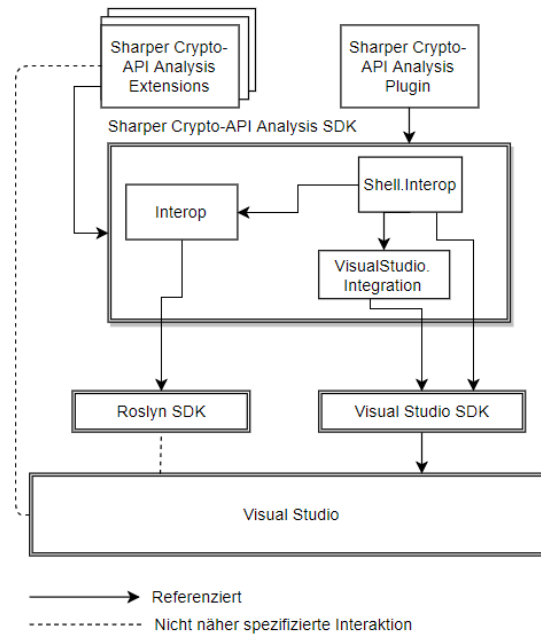 Sharper Crypto-
API Analysis
Extensions
Sharper Crypto-
API Analysis
Plugin
Sharper Crypto-API Analysis SDK
Interop
Shell.Interop
VisualStudio.
Integration
Roslyn SDK
Visual Studio SDK
Visual Studio
Referenziert
Nicht näher spezifizierte Interaktion